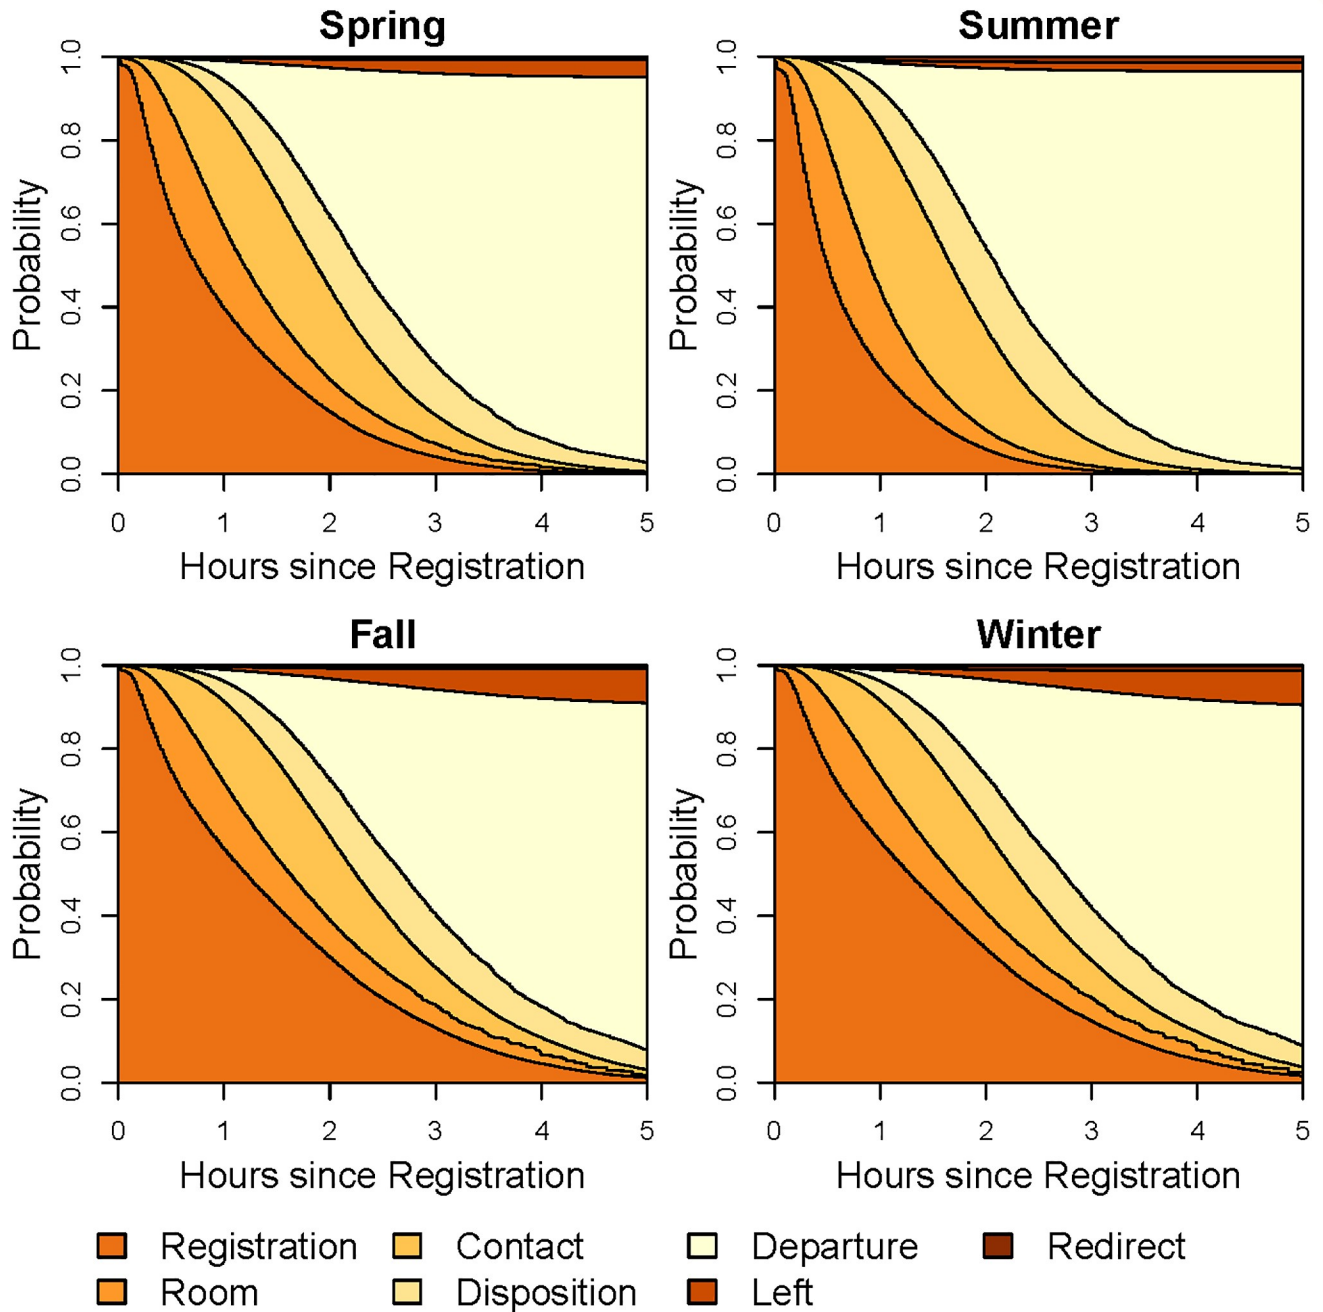 Spring
Summer
Probability
0.0 0.2 0.4 0.6 0.8 1.0
0 1 2 3 4 5
Hours since Registration
Probability
0.0 0.2 0.4 0.6 0.8 1.0
0 1 2 3 4 5
Hours since Registration
Fall
Winter
Probability
0.0 0.2 0.4 0.6 0.8 1.0
0 1 2 3 4 5
Hours since Registration
Probability
0.0 0.2 0.4 0.6 0.8 1.0
0 1 2 3 4 5
Hours since Registration
Registration Contact Departure Redirect
Room Disposition Left